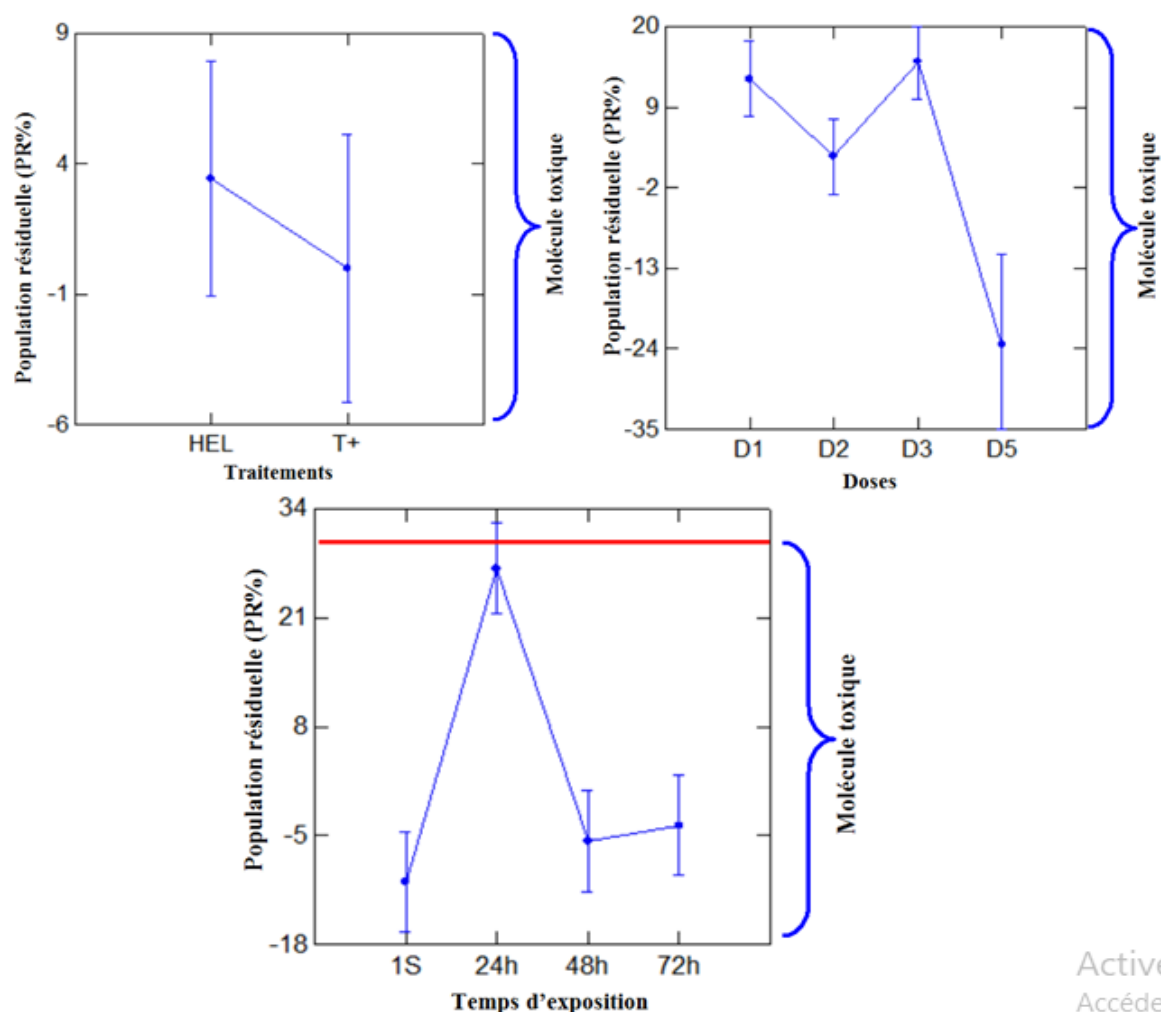 9
4
-1
-6
Population résiduelle (PR%)
HEL
T+
Traitements
Molécule toxique
20
9
-2
-13
-24
-35
Population résiduelle (PR%)
D1
D2
D3
D5
Doses
Molécule toxique
34
21
8
-5
-18
Population résiduelle (PR%)
1S
24h
48h
72h
Temps d'exposition
Molécule toxique
Active
Accéde